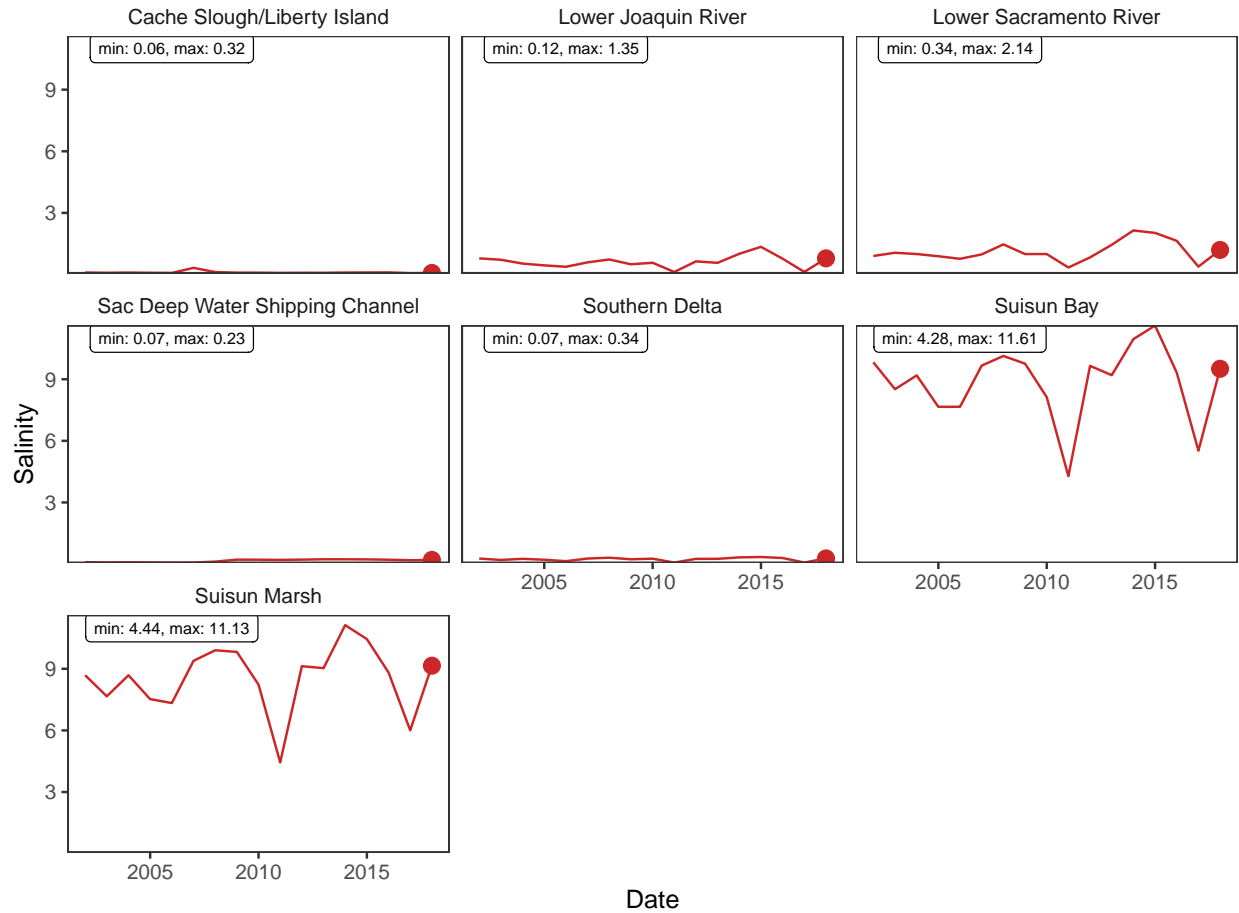 Cache Slough/Liberty Island
Lower Joaquin River
Lower Sacramento River
min: 0.06, max: 0.32
min: 0.12, max: 1.35
min: 0.34, max: 2.14
9
6
3
Sac Deep Water Shipping Channel
Southern Delta
Suisun Bay
min: 0.07, max: 0.23
min: 0.07, max: 0.34
min: 4.28, max: 11.61
9
6
3
Salinity
2005 2010 2015
2005 2010 2015
Suisun Marsh
min: 4.44, max: 11.13
9
6
3
2005 2010 2015
Date